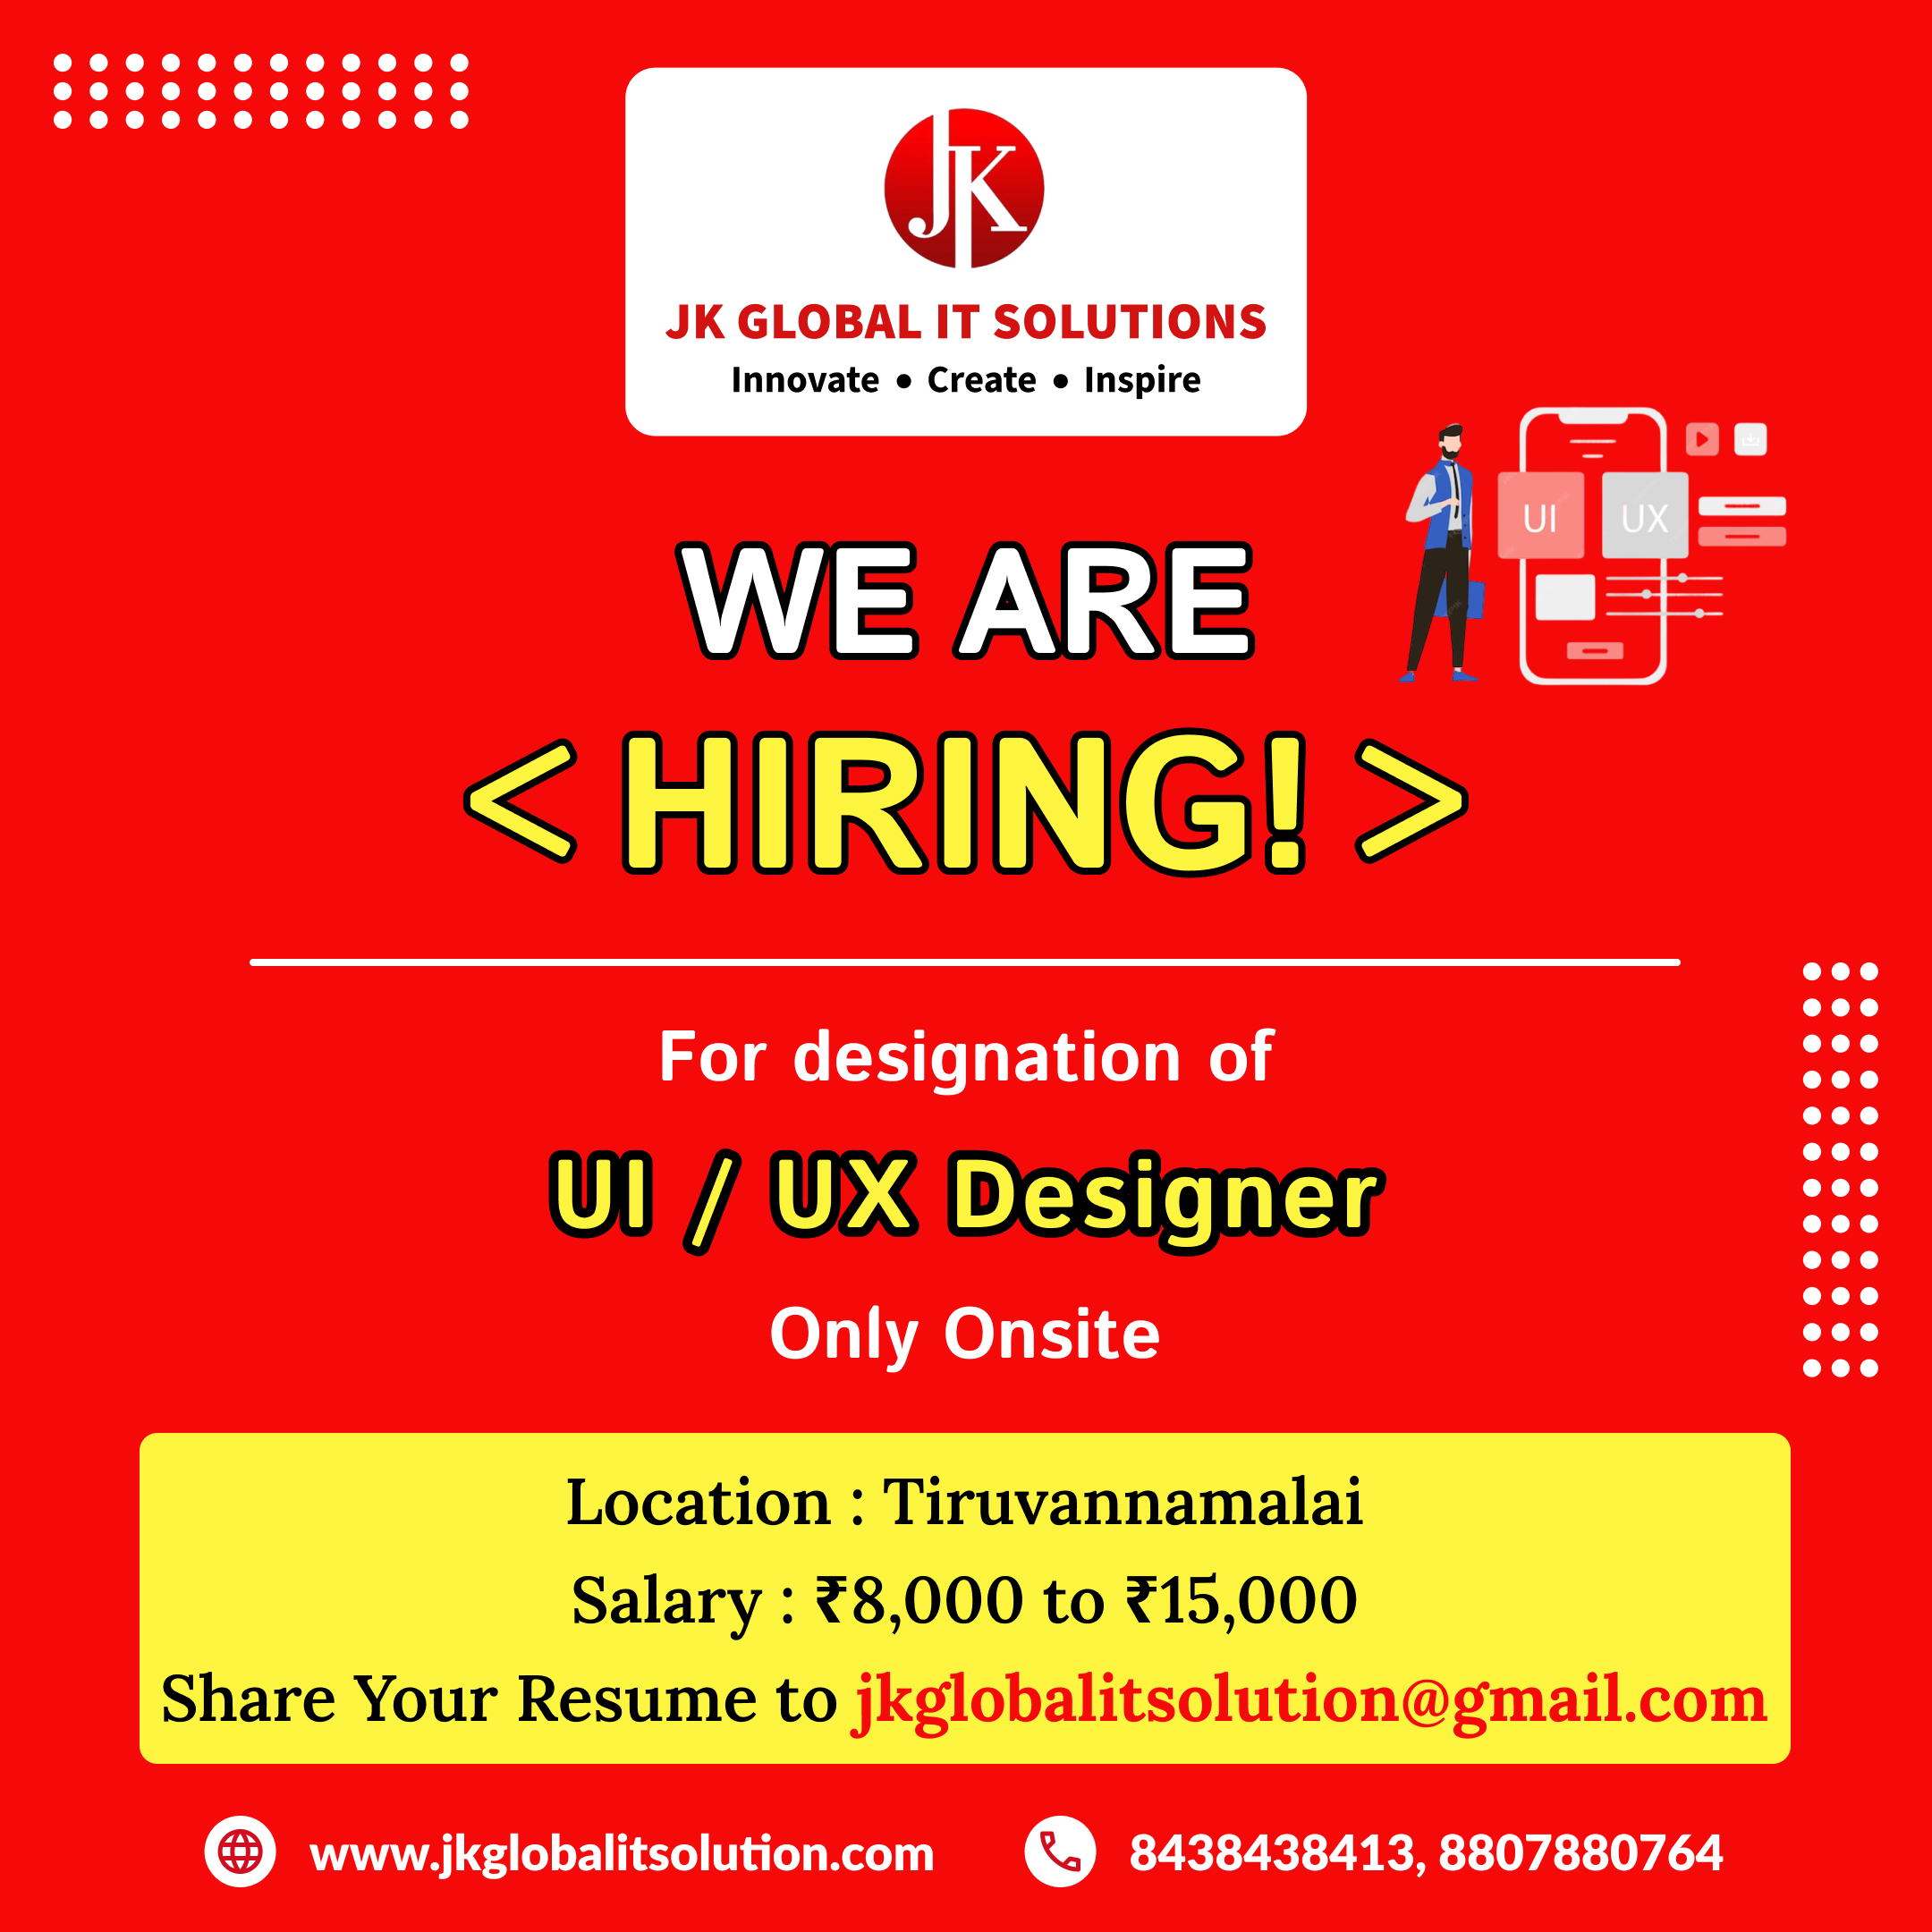 JK
JK GLOBAL IT SOLUTIONS
Innovate • Create • Inspire
UI UX
WE ARE
< HIRING! >
For designation of
UI / UX Designer
Only Onsite
Location : Tiruvannamalai
Salary : ₹8,000 to ₹15,000
Share Your Resume to jkglobalitsolution@gmail.com
www.jkglobalitsolution.com
8438438413, 8807880764